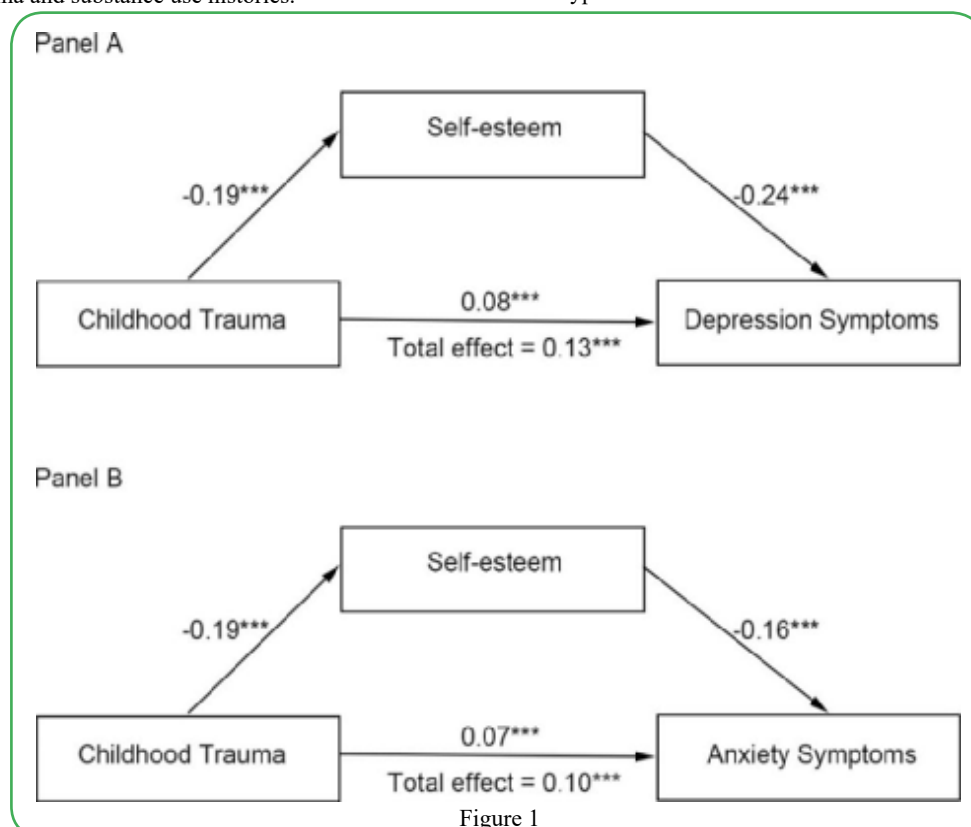 and substance use histories.
Panel A
Self-esteem
-0.19***
-0.24***
Childhood Trauma
0.08***
Total effect = 0.13***
Depression Symptoms
Panel B
Self-esteem
-0.19***
-0.16***
Childhood Trauma
0.07***
Total effect = 0.10***
Anxiety Symptoms
Figure 1